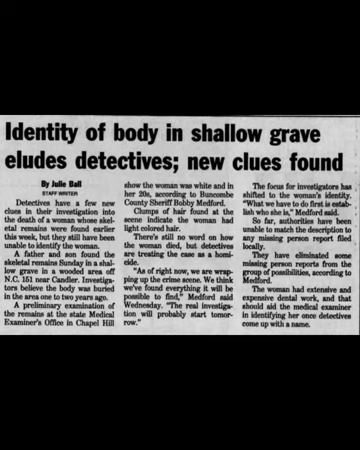 Identity of body in shallow grave
eludes detectives; new clues found
By Julie Ball
STAFF WRITER
Detectives have a few new
clues in their investigation into
the death of a woman whose skel-
etal remains were found earlier
this week, but they still have been
unable to identify the woman.
A father and son found the
skeletal remains Sunday in a shal-
low grave in a wooded area off
N.C. 151 near Candler. Investiga-
tors believe the body was buried
in the area one to two years ago.
A preliminary examination of
the remains at the state Medical
Examiner's Office in Chapel Hill
show the woman was white and in
her 20s, according to Buncombe
County Sheriff Bobby Medford.
Clumps of hair found at the
scene indicate the woman had
light colored hair.
There's still no word on how
the woman died, but detectives
are treating the case as a homi-
cide.
"As of right now, we are wrap-
ping up the crime scene. We think
we've found everything it will be
possible to find," Medford said
Wednesday. "The real investiga-
tion will probably start tomor-
row."
The focus for investigators has
shifted to the woman's identity.
"What we have to do first is estab-
lish who she is," Medford said.
So far, authorities have been
unable to match the description to
any missing person report filed
locally.
They have eliminated some
missing person reports from the
group of possibilities, according to
Medford.
The woman had extensive and
expensive dental work, and that
should aid the medical examiner
in identifying her once detectives
come up with a name.